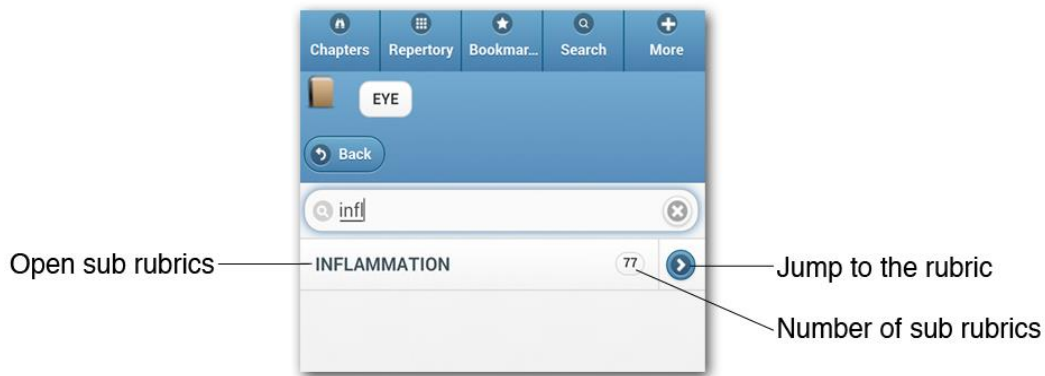 Chapters Repertory Bookmar... Search More
EYE
Back
infl
Open sub rubrics INFLAMMATION 77 Jump to the rubric
Number of sub rubrics